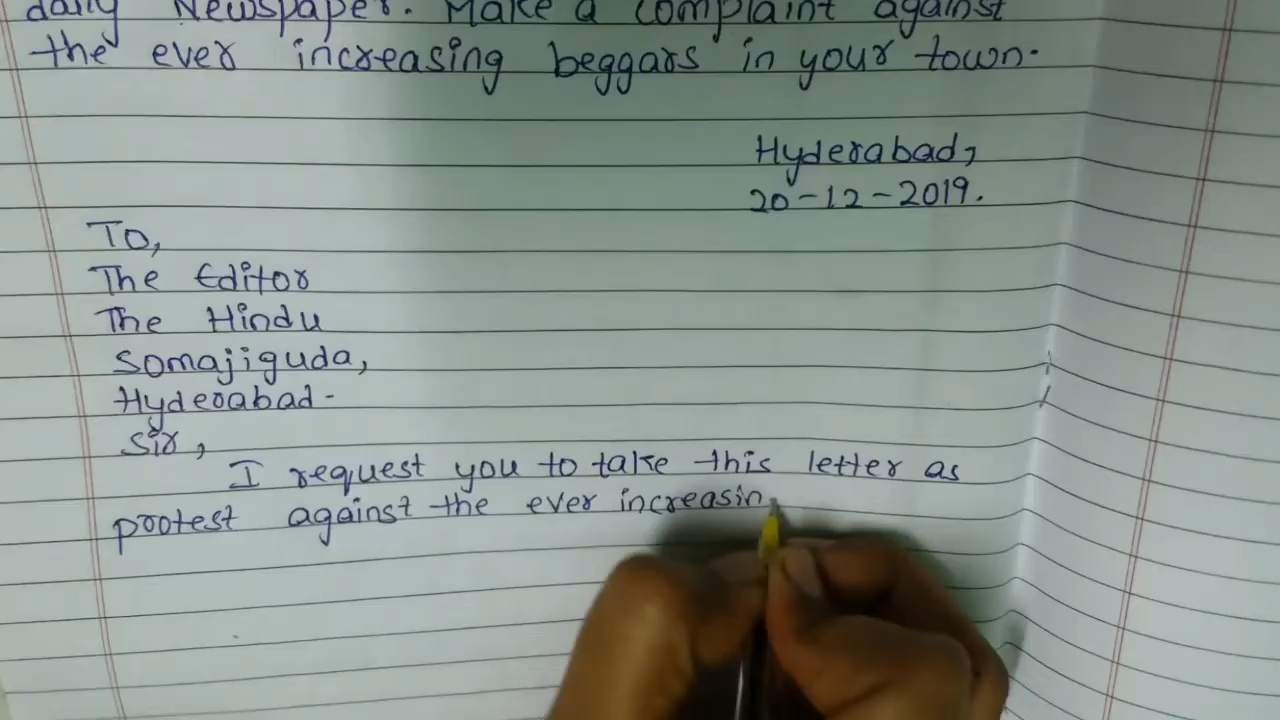 daily Newspaper. Make a complaint against
the ever increasing beggars in your town.
Hyderabad,
20-12-2019.
To,
The Editor
The Hindu
Somajiguda,
Hyderabad-
Sir,
I request you to take this letter as
protest against the ever increasin